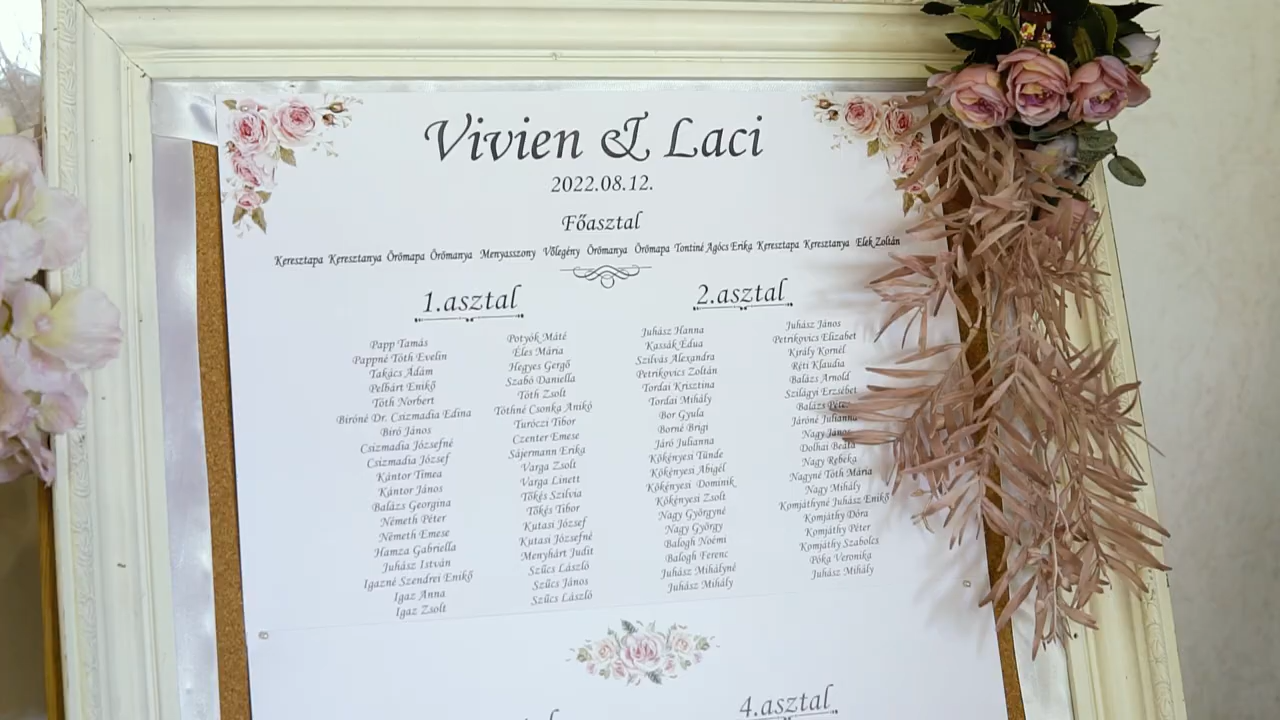 Vivien & Laci
2022.08.12.
Főasztal
Keresztapa Keresztanya Örömapa Örömanya Menyasszony Vőlegény Örömanya Örömapa Tontiné Agócs Erika Keresztapa Keresztanya Elek Zoltán
1.asztal
Papp Tamás
Pappné Tóth Evelin
Takács Ádám
Pelbárt Enikő
Tóth Norbert
Bíróné Dr. Csizmadia Edina
Bíró János
Csizmadia Józsefné
Csizmadia József
Kántor Tímea
Kántor János
Balázs Georgina
Németh Péter
Németh Emese
Hamza Gabriella
Juhász István
Igazné Szendrei Enikő
Igaz Anna
Igaz Zsolt
Potyók Máté
Éles Mária
Hegyes Gergő
Szabó Daniella
Tóth Zsolt
Tóthné Csonka Anikó
Turóczi Tibor
Czenter Emese
Sájermann Erika
Varga Zsolt
Varga Linett
Tőkés Szilvia
Tőkés Tibor
Kutasi József
Kutasi Józsefné
Menyhárt Judit
Szűcs László
Szűcs János
Szűcs László
2.asztal
Juhász Hanna
Kassák Édua
Szilvás Alexandra
Petrikovics Zoltán
Tordai Krisztina
Tordai Mihály
Bor Gyula
Borné Brigi
Járó Julianna
Kökényesi Tünde
Kökényesi Abigél
Kökényesi Dominik
Kökényesi Zsolt
Nagy Györgyné
Nagy György
Balogh Noémi
Balogh Ferenc
Juhász Mihályné
Juhász Mihály
Juhász János
Petrikovics Elizabet
Király Kornél
Réti Klaudia
Balázs Arnold
Szilágyi Erzsébet
Balázs Péter
Járóné Julianna
Nagy János
Dolhai Beáta
Nagy Rebeka
Nagyné Tóth Mária
Nagy Mihály
Komjáthyné Juhász Enikő
Komjáthy Dóra
Komjáthy Péter
Komjáthy Szabolcs
Póka Veronika
Juhász Mihály
4.asztal